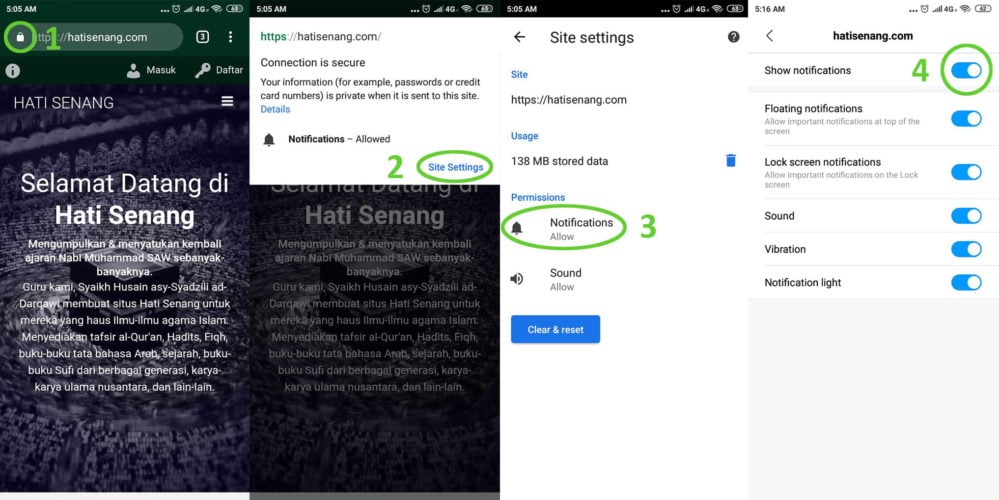 5:05 AM
... 4G 63
https://hatisenang.com
3
1
Masuk
Daftar
HATI SENANG
Selamat Datang di
Hati Senang
Mengumpulkan & menyatukan kembali
ajaran Nabi Muhammad SAW sebanyak-
banyaknya.
Guru kami, Syaikh Husain asy-Syadzili ad-
Darqawi membuat situs Hati Senang untuk
mereka yang haus ilmu-ilmu agama Islam.
Menyediakan tafsir al-Qur'an, Hadits, Fiqh,
buku-buku tata bahasa Arab, sejarah, buku-
buku Sufi dari berbagai generasi, karya-
karya ulama nusantara, dan lain-lain.
5:05 AM
... 4G 63
https://hatisenang.com/
Connection is secure
Your information (for example, passwords or credit
card numbers) is private when it is sent to this site.
Details
Notifications – Allowed
2
Site Settings
Selamat Datang di
Hati Senang
Mengumpulkan & menyatukan kembali
ajaran Nabi Muhammad SAW sebanyak-
banyaknya.
Guru kami, Syaikh Husain asy-Syadzili ad-
Darqawi membuat situs Hati Senang untuk
mereka yang haus ilmu-ilmu agama Islam.
Menyediakan tafsir al-Qur'an, Hadits, Fiqh,
buku-buku tata bahasa Arab, sejarah, buku-
buku Sufi dari berbagai generasi, karya-
karya ulama nusantara, dan lain-lain.
5:05 AM
... 4G 63
Site settings
Site
https://hatisenang.com
Usage
138 MB stored data
Permissions
Notifications
Allow
3
Sound
Allow
Clear & reset
5:16 AM
... 4G 62
hatisenang.com
Show notifications
4
Floating notifications
Allow important notifications at top of the
screen
Lock screen notifications
Allow important notifications on the Lock
screen
Sound
Vibration
Notification light